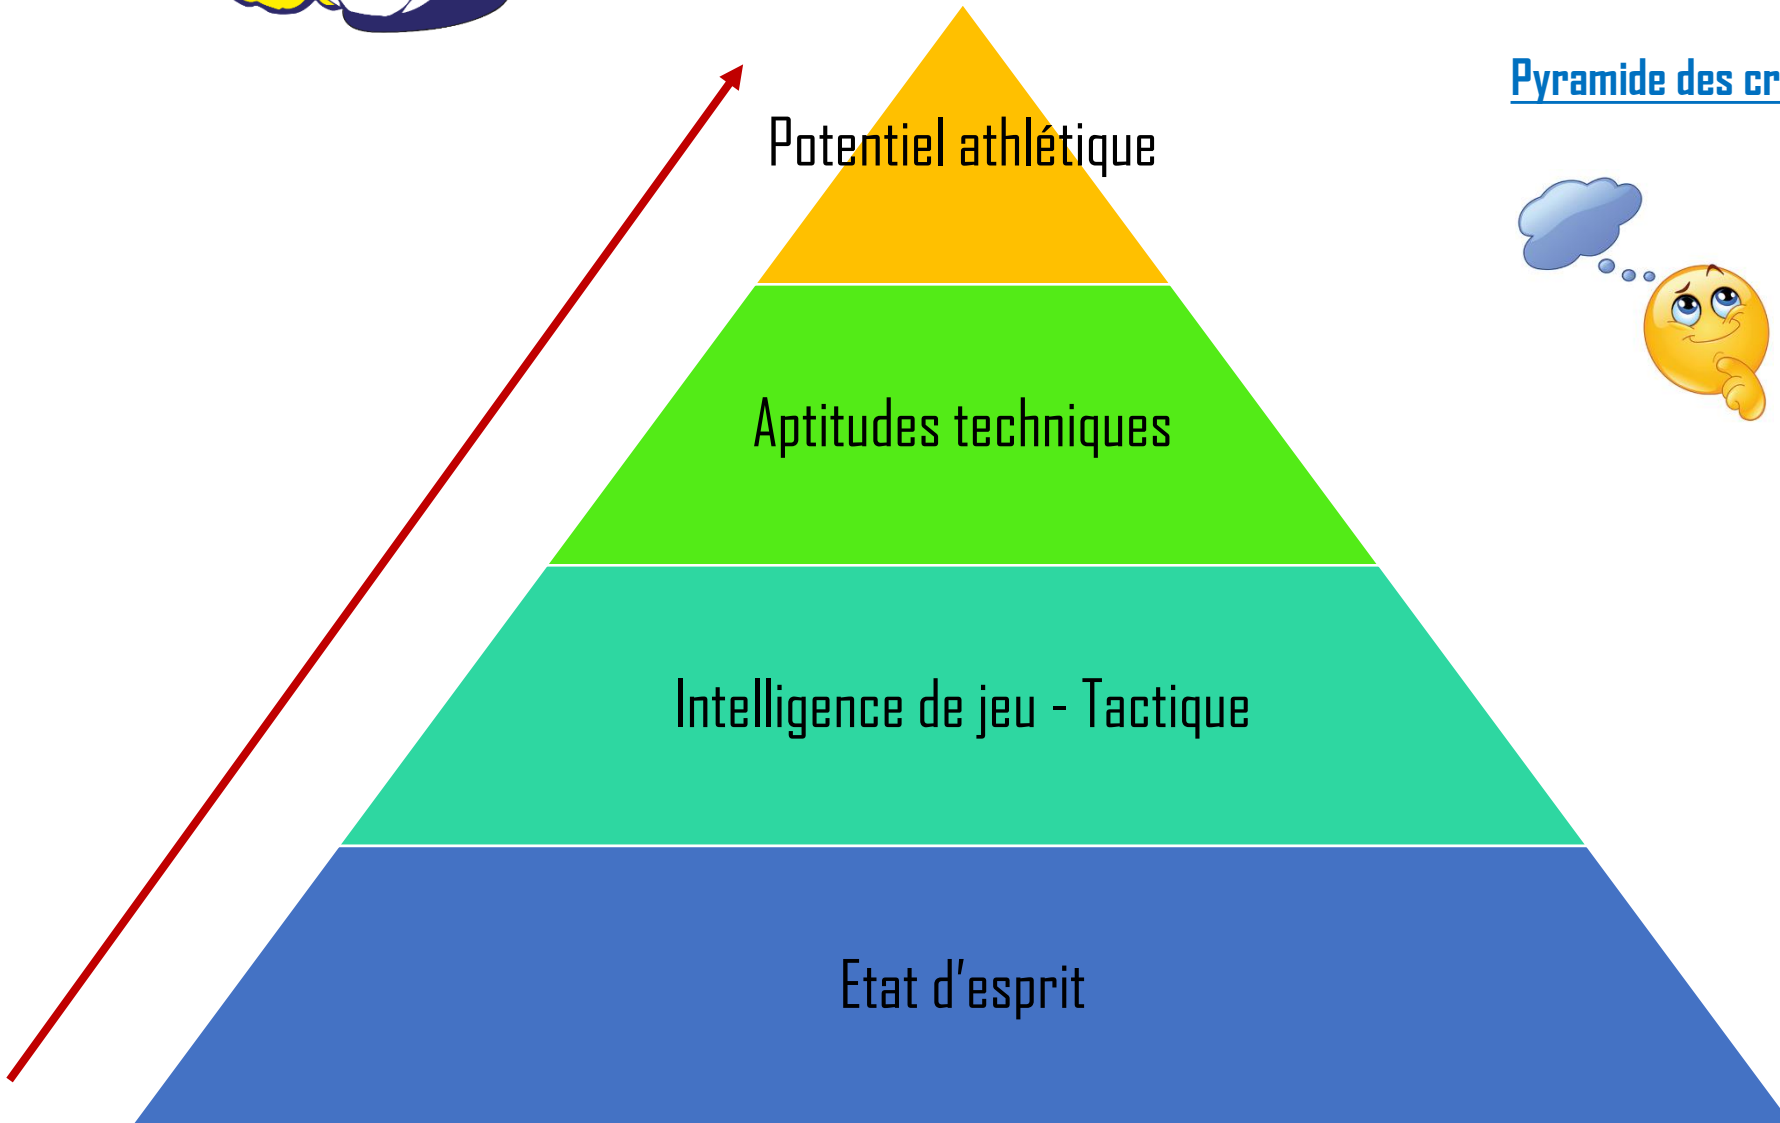 Pyramide des cr
Potentiel athlétique
Aptitudes techniques
Intelligence de jeu - Tactique
Etat d'esprit